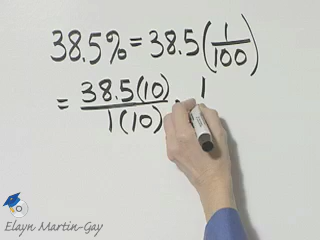 38.5% = 38.5(1/100)
= 38.5(10)/1(10) · 1
Elayn Martin-Gay